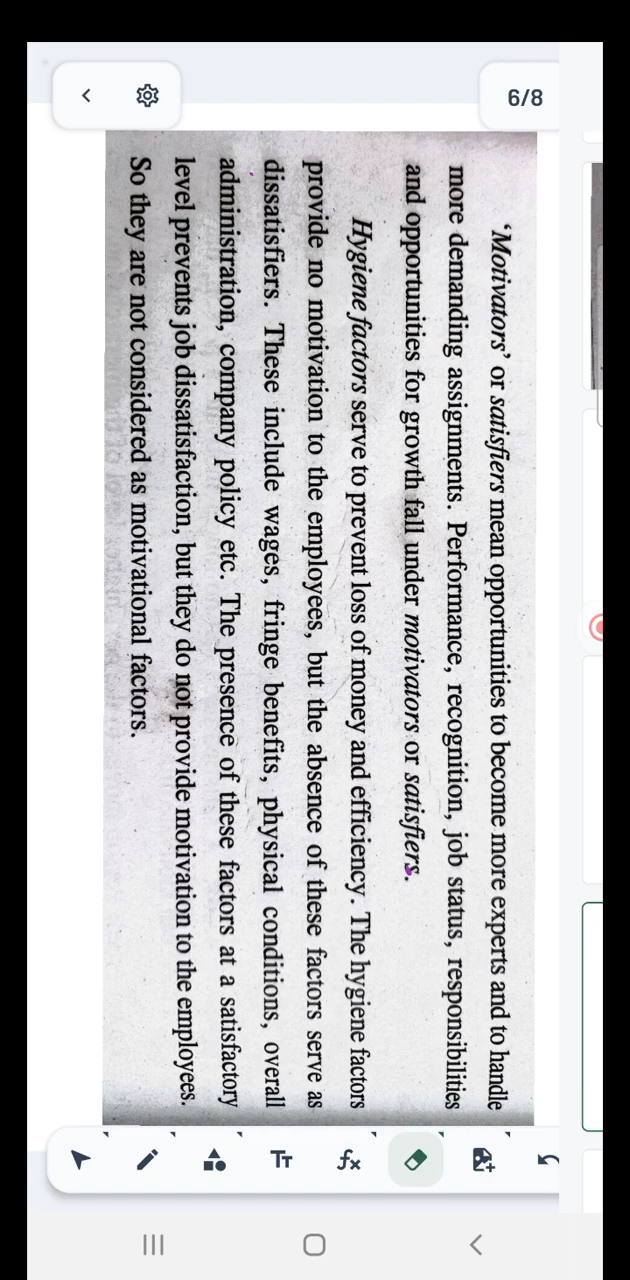 6/8
'Motivators' or satisfiers mean opportunities to become more experts and to handle
more demanding assignments. Performance, recognition, job status, responsibilities
and opportunities for growth fall under motivators or satisfiers.
Hygiene factors serve to prevent loss of money and efficiency. The hygiene factors
provide no motivation to the employees, but the absence of these factors serve as
dissatisfiers. These include wages, fringe benefits, physical conditions, overall
administration, company policy etc. The presence of these factors at a satisfactory
level prevents job dissatisfaction, but they do not provide motivation to the employees.
So they are not considered as motivational factors.
Tт
fx